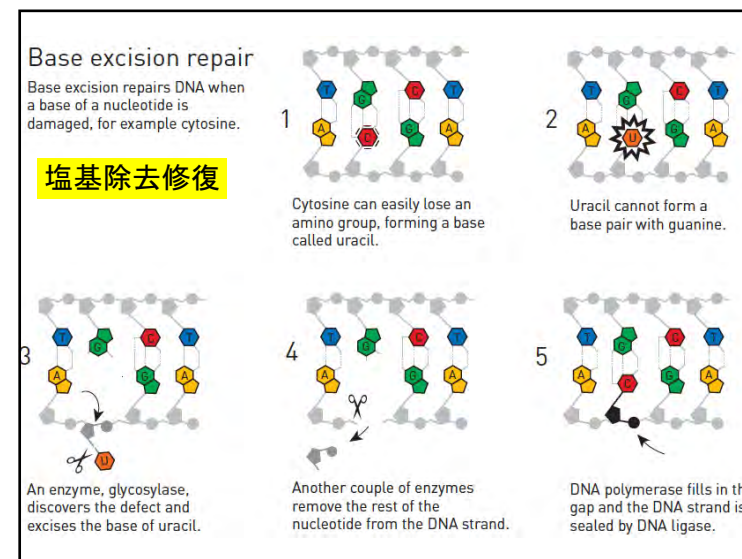 Base excision repair
Base excision repairs DNA when
a base of a nucleotide is
damaged, for example cytosine.
塩基除去修復
1
T
G
C
T
A
C
G
A
Cytosine can easily lose an
amino group, forming a base
called uracil.
2
T
G
C
T
A
U
G
A
Uracil cannot form a
base pair with guanine.
3
T
G
C
T
A
G
A
U
An enzyme, glycosylase,
discovers the defect and
excises the base of uracil.
4
T
G
C
T
A
G
A
Another couple of enzymes
remove the rest of the
nucleotide from the DNA strand.
5
T
G
C
T
A
C
G
A
DNA polymerase fills in th
gap and the DNA strand is
sealed by DNA ligase.